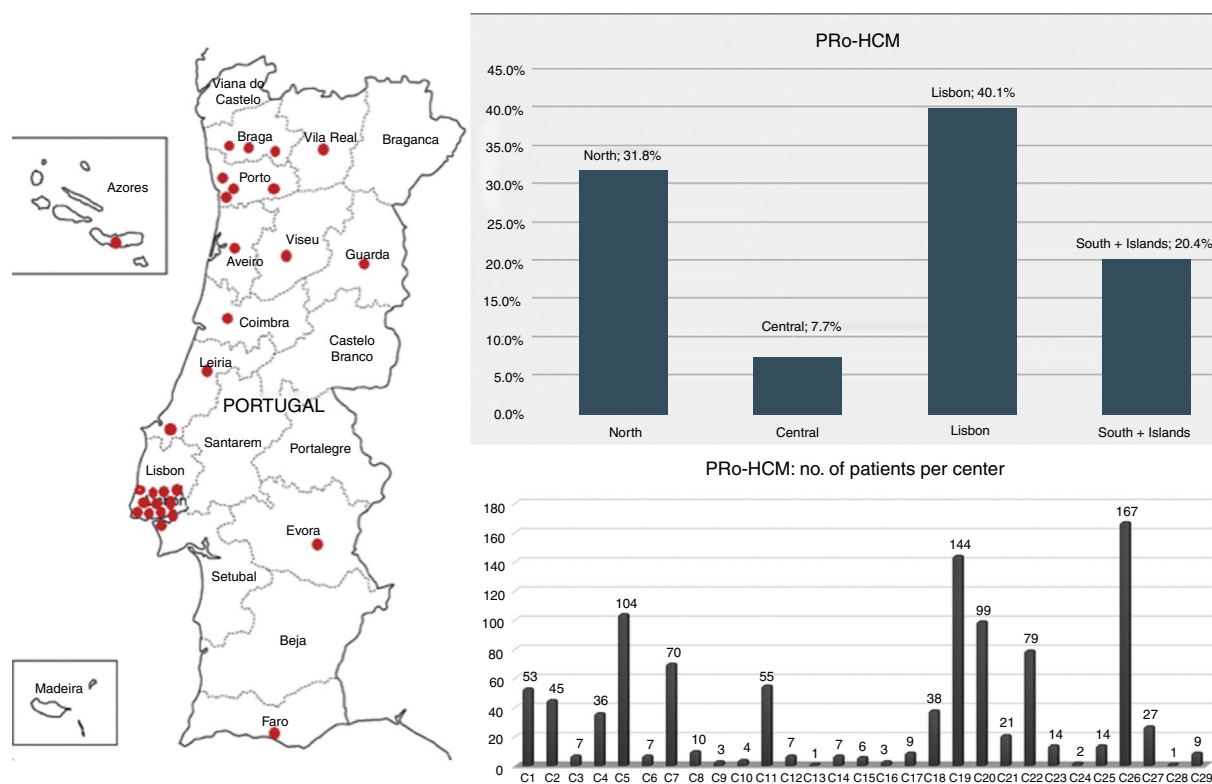 Viana do
Castelo
Braga
Vila Real
Braganca
Porto
Azores
Viseu
Aveiro
Guarda
Coimbra
Castelo
Branco
Leiria
PORTUGAL
Santarem
Portalegre
Lisbon
Evora
Setubal
Beja
Madeira
Faro
PRo-HCM
45.0%
40.0%
35.0%
30.0%
25.0%
20.0%
15.0%
10.0%
5.0%
0.0%
North; 31.8%
Central; 7.7%
Lisbon; 40.1%
South + Islands; 20.4%
North Central Lisbon South + Islands
PRo-HCM: no. of patients per center
180
160
140
120
100
80
60
40
20
0
53 45 7 36 104 7 70 10 3 4 55 7 1 7 6 3 9 38 144 99 21 79 14 2 14 167 27 1 9
C1 C2 C3 C4 C5 C6 C7 C8 C9 C10 C11 C12 C13 C14 C15 C16 C17 C18 C19 C20 C21 C22 C23 C24 C25 C26 C27 C28 C29